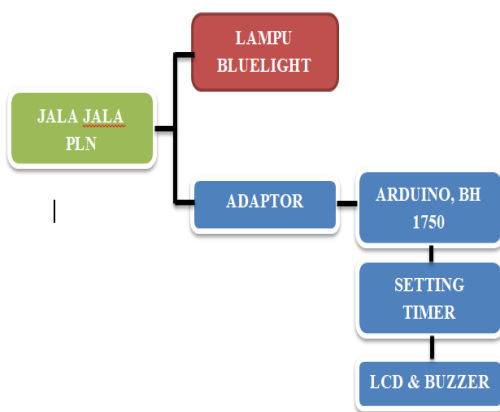 LAMPU
BLUELIGHT
JALA JALA
PLN
ADAPTOR
ARDUINO, BH
1750
SETTING
TIMER
LCD & BUZZER